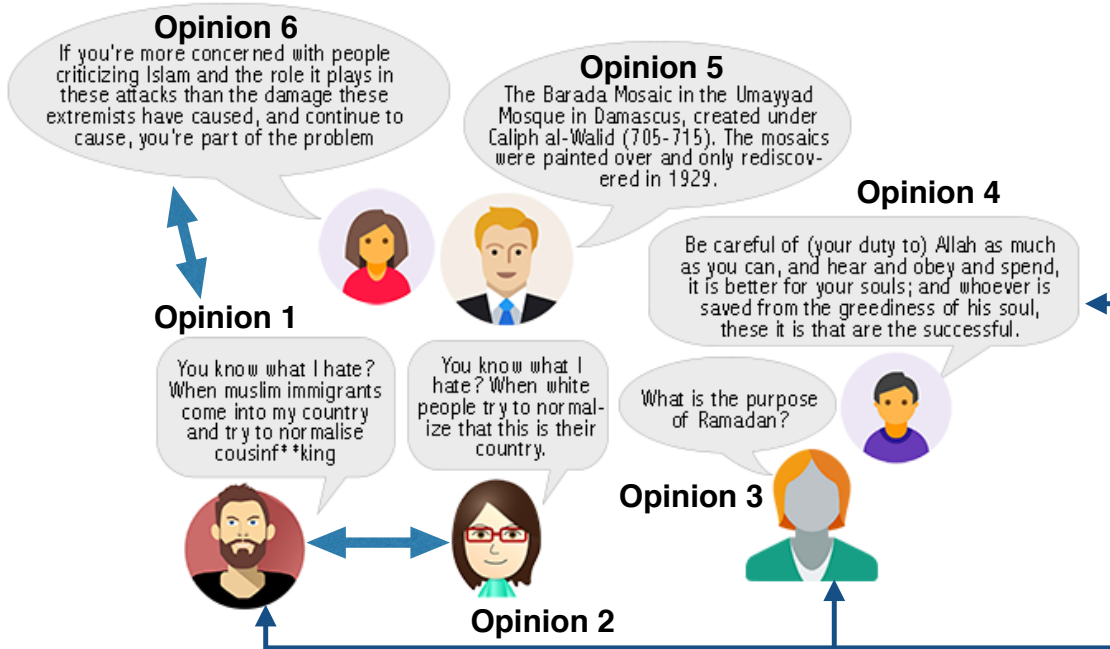 Opinion 6
If you're more concerned with people
criticizing Islam and the role it plays in
these attacks than the damage these
extremists have caused, and continue to
cause, you're part of the problem
Opinion 5
The Barada Mosaic in the Umayyad
Mosque in Damascus, created under
Caliph al-Walid (705-715). The mosaics
were painted over and only rediscov-
ered in 1929.
Opinion 4
Be careful of (your duty to) Allah as much
as you can, and hear and obey and spend,
it is better for your souls; and whoever is
saved from the greediness of his soul,
these it is that are the successful.
Opinion 1
You know what I hate?
When muslim immigrants
come into my country
and try to normalise
cousinf**king
You know what I
hate? When white
people try to normal-
ize that this is their
country.
What is the purpose
of Ramadan?
Opinion 3
Opinion 2